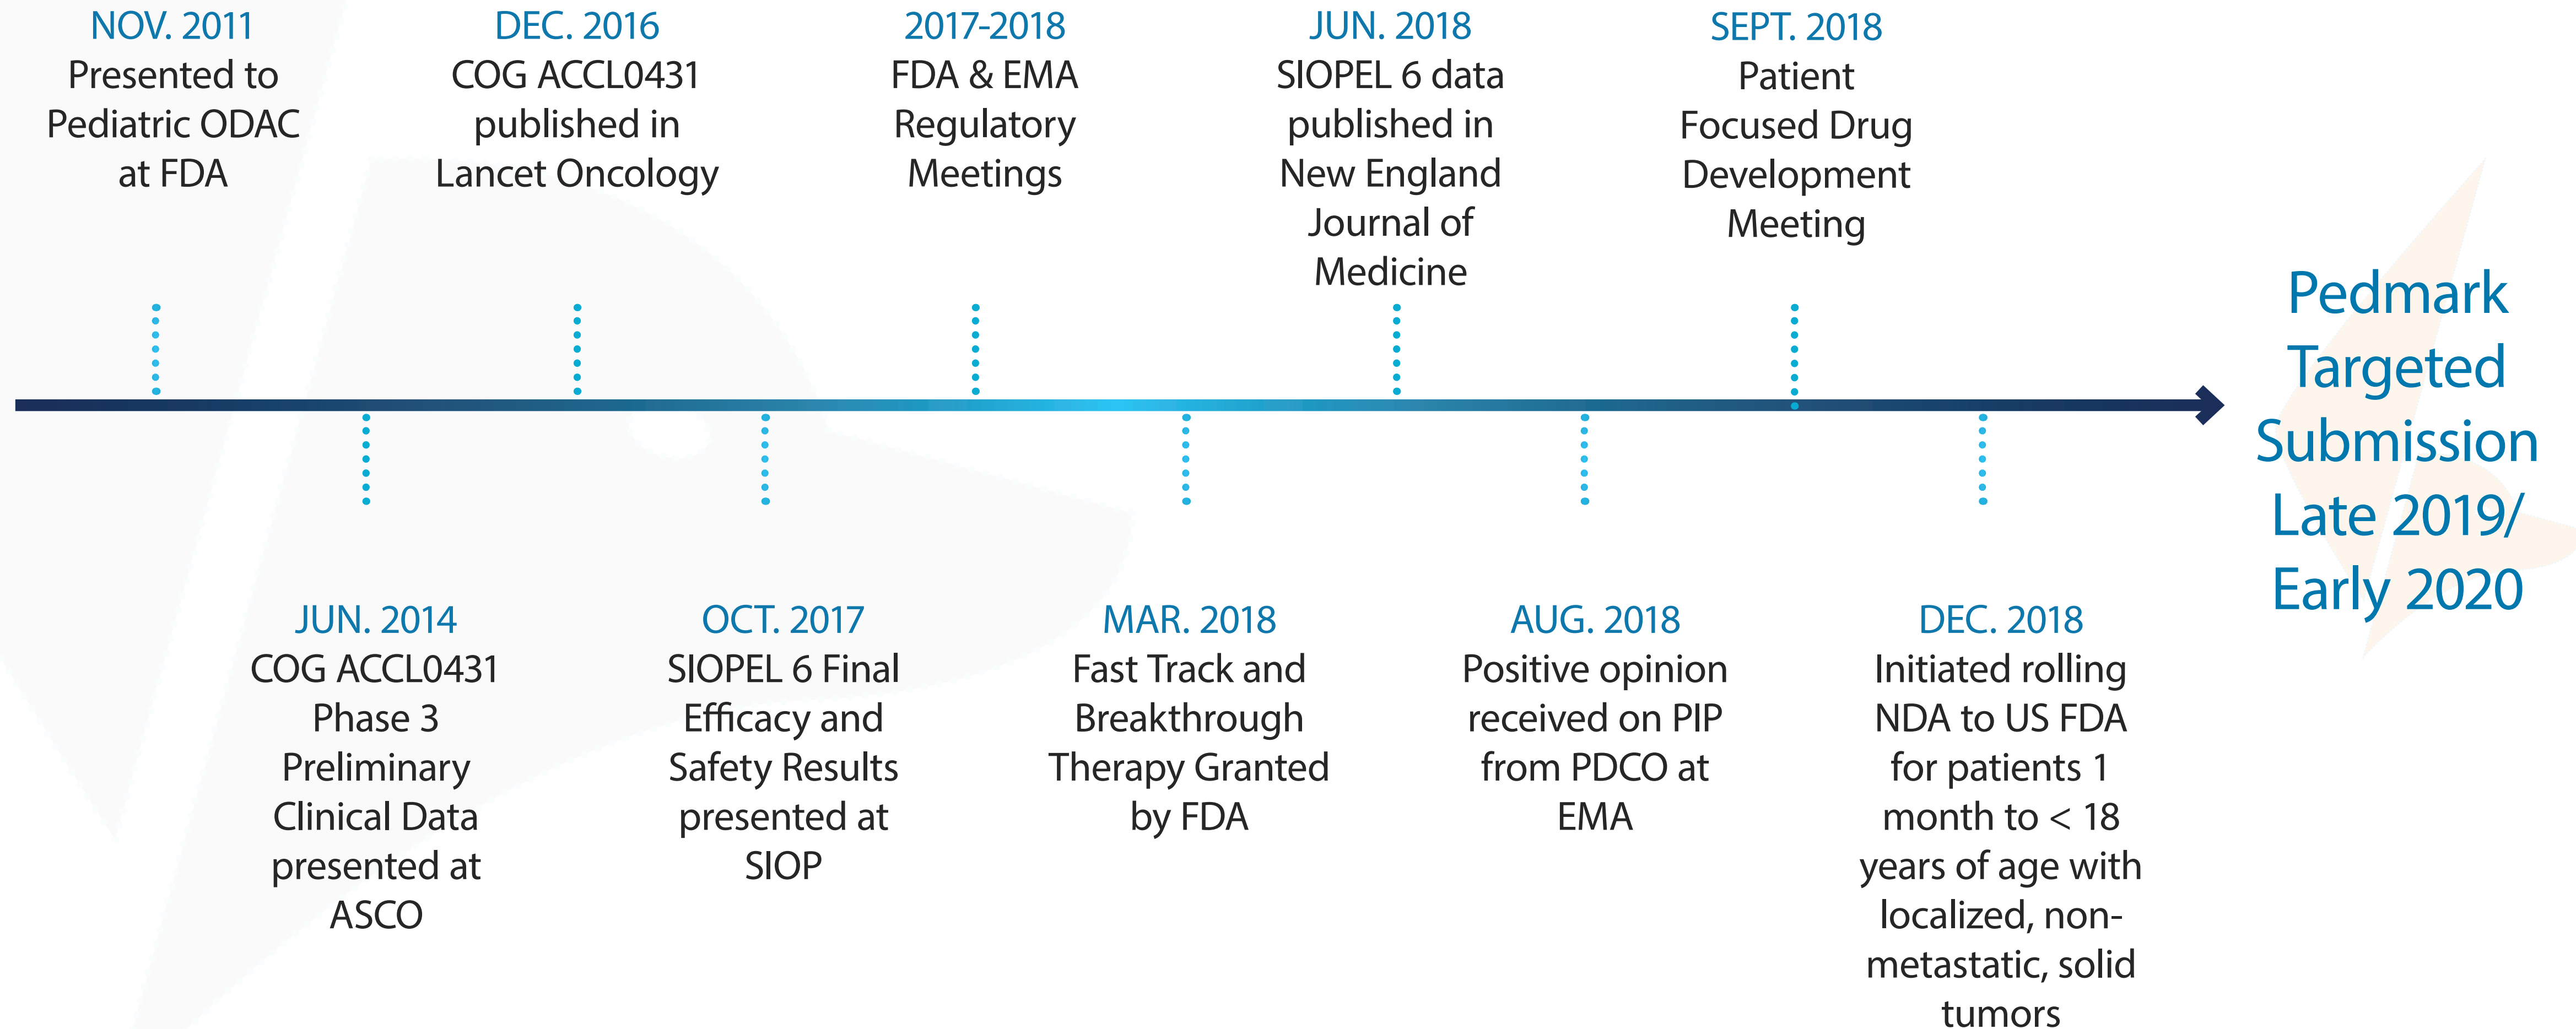 NOV. 2011
Presented to
Pediatric ODAC
at FDA
DEC. 2016
COG ACCL0431
published in
Lancet Oncology
2017-2018
FDA & EMA
Regulatory
Meetings
JUN. 2018
SIOPEL 6 data
published in
New England
Journal of
Medicine
SEPT. 2018
Patient
Focused Drug
Development
Meeting
Pedmark
Targeted
Submission
Late 2019/
Early 2020
JUN. 2014
COG ACCL0431
Phase 3
Preliminary
Clinical Data
presented at
ASCO
OCT. 2017
SIOPEL 6 Final
Efficacy and
Safety Results
presented at
SIOP
MAR. 2018
Fast Track and
Breakthrough
Therapy Granted
by FDA
AUG. 2018
Positive opinion
received on PIP
from PDCO at
EMA
DEC. 2018
Initiated rolling
NDA to US FDA
for patients 1
month to < 18
years of age with
localized, non-
metastatic, solid
tumors